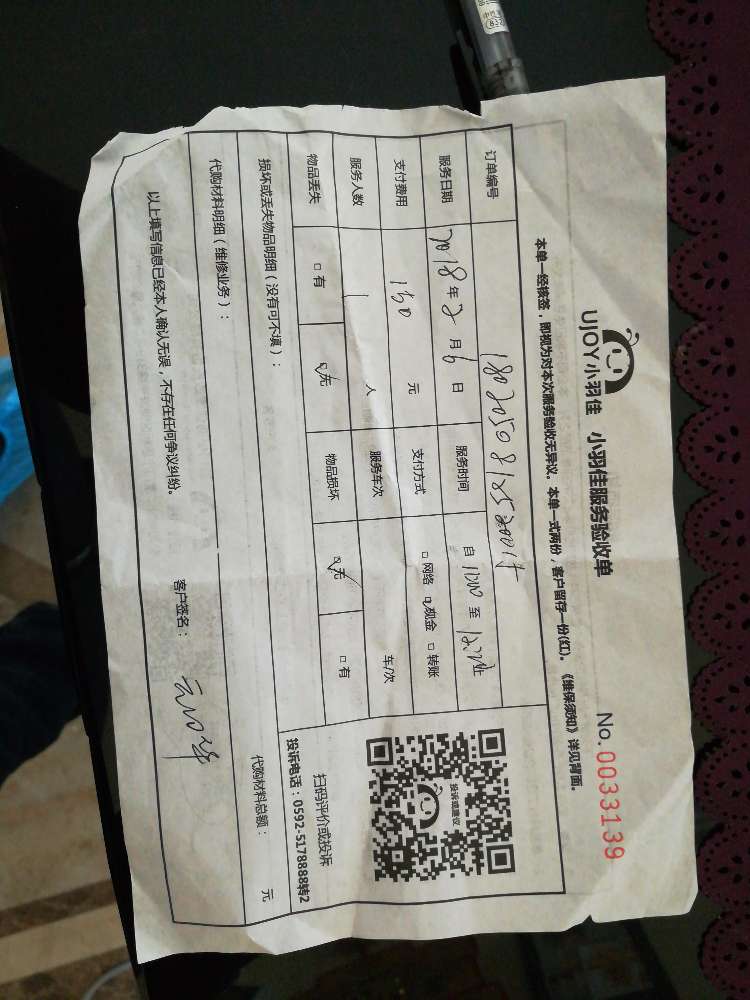 UJOY小羽佳 小羽佳服务验收单 No.0033139
本单一经核签，即视为对本次服务验收无异议。本单一式两份，客户留存一份(红)。《维保须知》详见背面。
订单编号
服务日期 2018年2月6日 服务时间 自 至 止
支付费用 150 元 支付方式 □网络 □现金 □转账
服务人数 1 人 服务车次 车/次
物品丢失 □有 □无 物品损坏 □无 □有
投诉或建议
扫码评价或投诉
投诉电话：0592-5178888转2
损坏或丢失物品明细（没有可不填）：
代购材料明细（维修业务）： 代购材料总额： 元
以上填写信息已经本人确认无误，不存在任何争议纠纷。 客户签名：